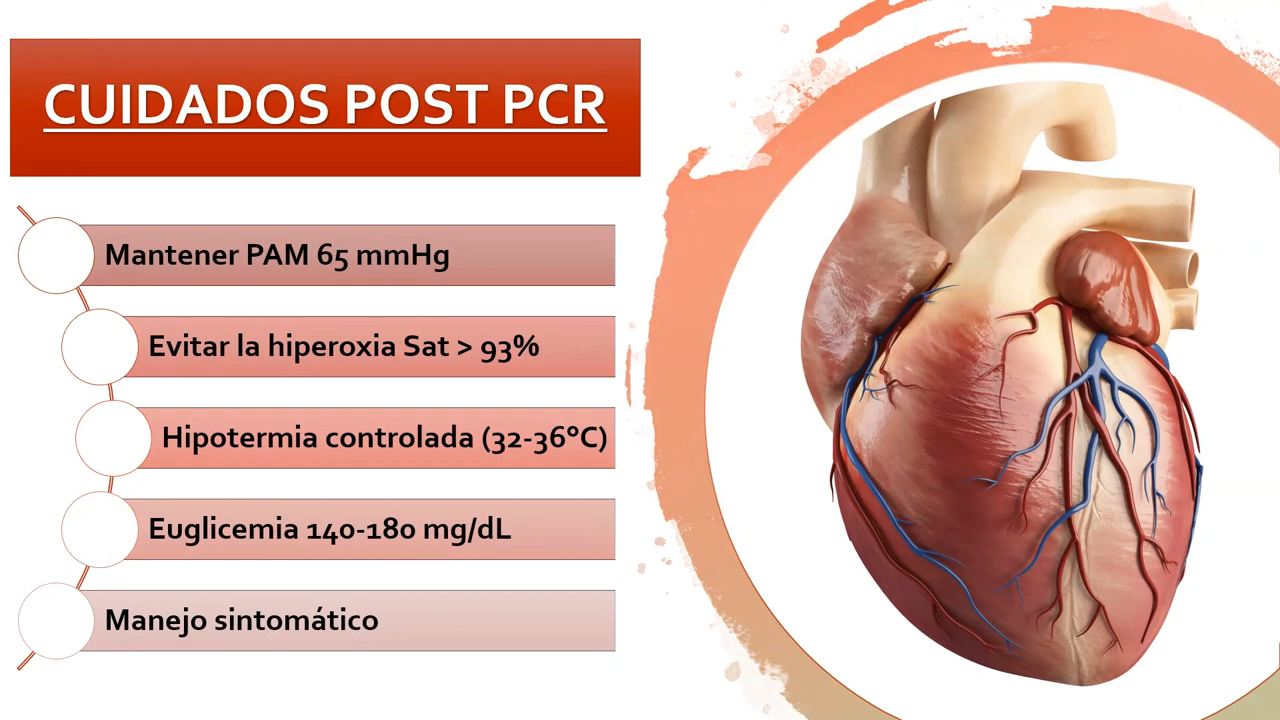 CUIDADOS POST PCR
Mantener PAM 65 mmHg
Evitar la hiperoxia Sat > 93%
Hipotermia controlada (32-36°C)
Euglicemia 140-180 mg/dL
Manejo sintomático